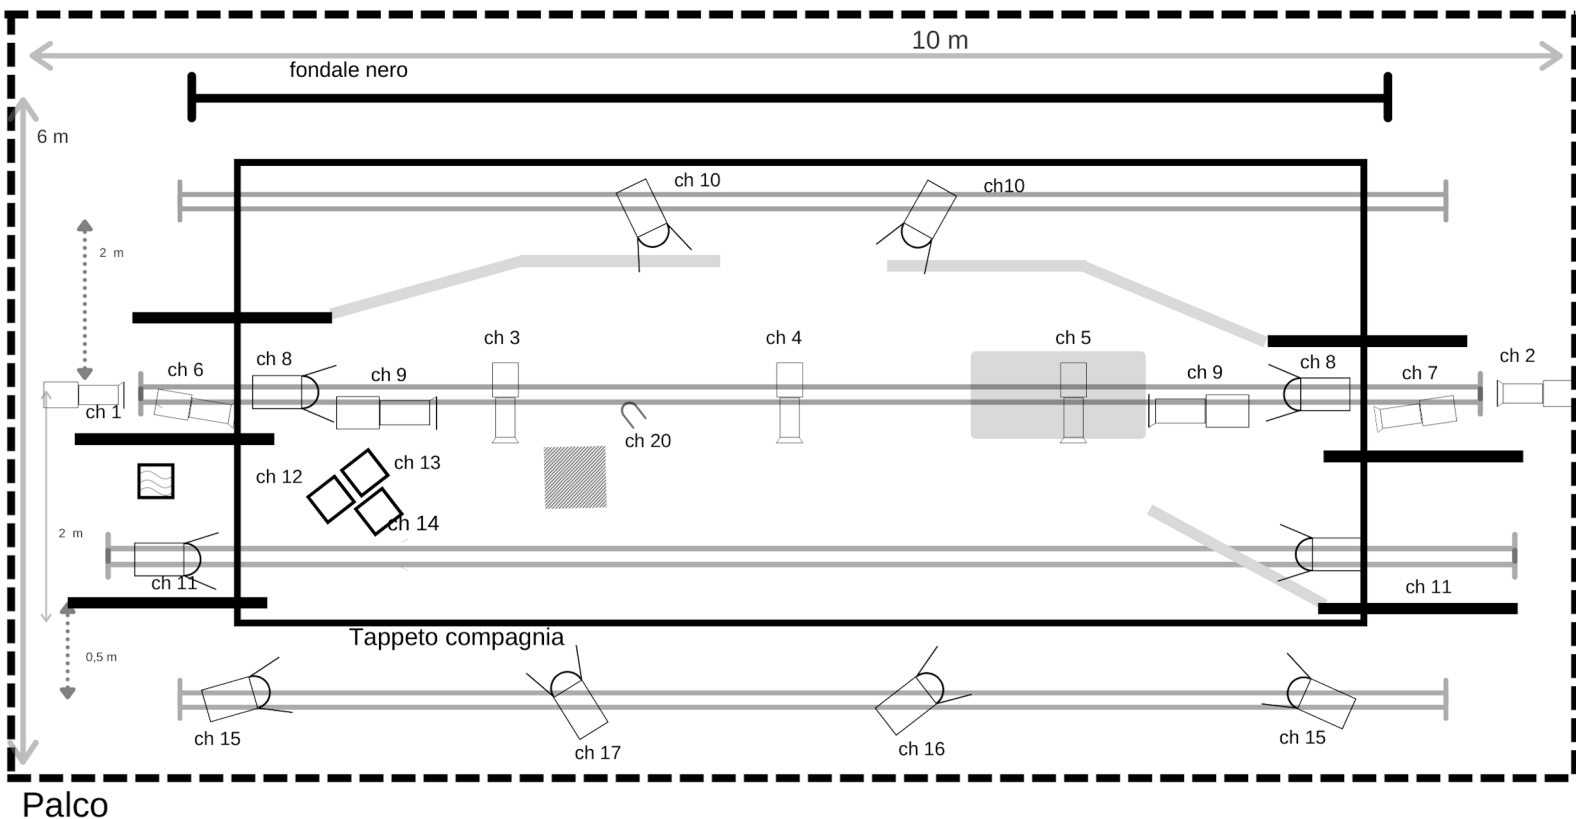 10 m
fondale nero
6 m
ch 10
ch10
2 m
ch 3
ch 4
ch 5
ch 2
ch 6
ch 8
ch 9
ch 9
ch 8
ch 7
ch 1
ch 20
ch 12
ch 13
ch 14
2 m
ch 11
ch 11
Tappeto compagnia
0,5 m
ch 15
ch 17
ch 16
ch 15
Palco